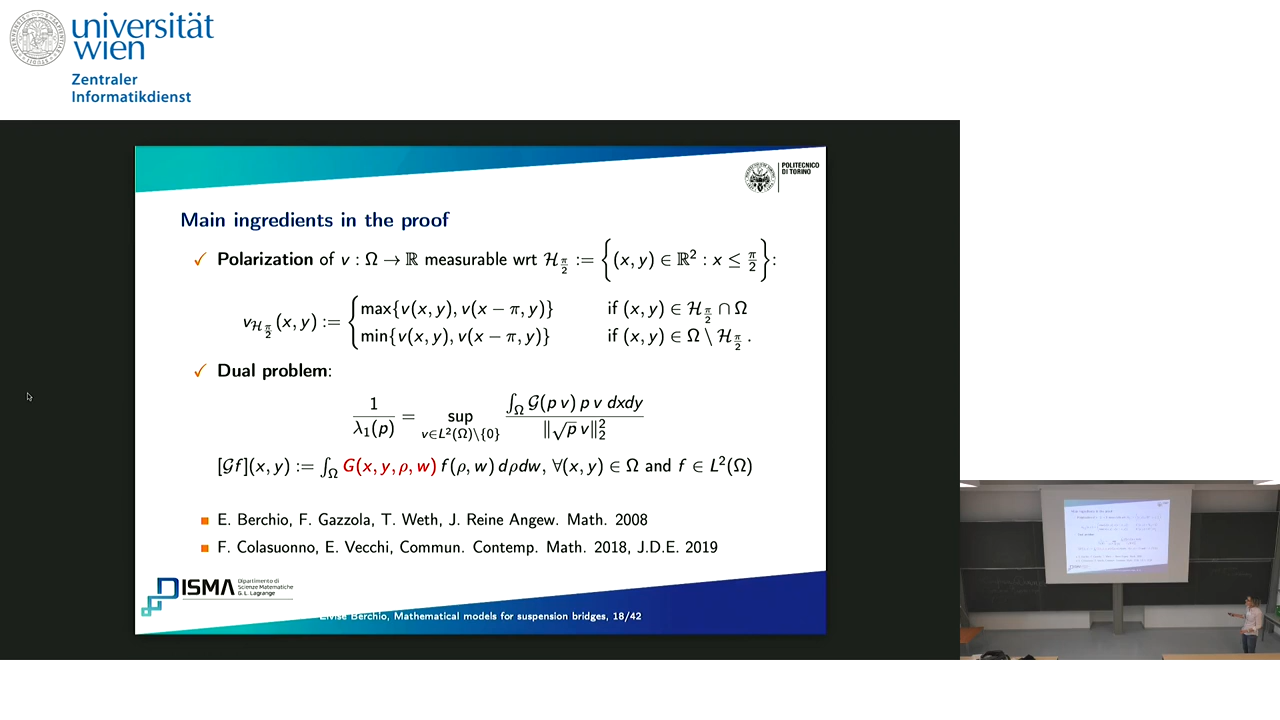 universität
wien
Zentraler
Informatikdienst
POLITECNICO
DI TORINO
Main ingredients in the proof
✓ Polarization of v : Ω → ℝ measurable wrt ℋ_{π/2} := {(x, y) ∈ ℝ² : x ≤ π/2}:
v_{ℋ_{π/2}}(x, y) := { max{v(x, y), v(x − π, y)} if (x, y) ∈ ℋ_{π/2} ∩ Ω
min{v(x, y), v(x − π, y)} if (x, y) ∈ Ω \ ℋ_{π/2} .
✓ Dual problem:
1/λ₁(p) = sup_{v∈L²(Ω)\{0}} ∫_Ω 𝒢(p v) p v dxdy / ‖√p v‖₂²
[𝒢f](x, y) := ∫_Ω G(x, y, ρ, w) f(ρ, w) dρdw, ∀(x, y) ∈ Ω and f ∈ L²(Ω)
■ E. Berchio, F. Gazzola, T. Weth, J. Reine Angew. Math. 2008
■ F. Colasuonno, E. Vecchi, Commun. Contemp. Math. 2018, J.D.E. 2019
DISMA
Dipartimento di
Scienze Matematiche
G. L. Lagrange
Elvise Berchio, Mathematical models for suspension bridges, 18/42